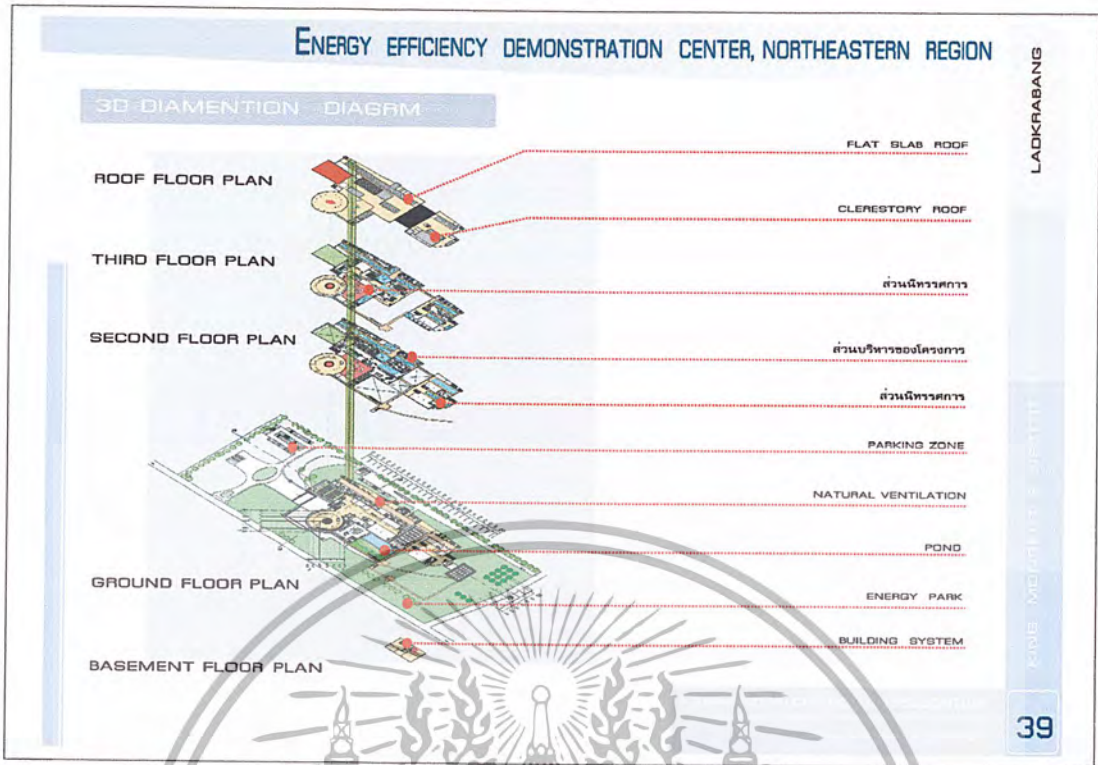 ENERGY EFFICIENCY DEMONSTRATION CENTER, NORTHEASTERN REGION
LADKRABANG
3D DIAMENTION DIAGRM
FLAT SLAB ROOF
ROOF FLOOR PLAN
CLERESTORY ROOF
THIRD FLOOR PLAN
ส่วนนิทรรศการ
SECOND FLOOR PLAN
ส่วนบริหารของโครงการ
ส่วนนิทรรศการ
PARKING ZONE
NATURAL VENTILATION
POND
GROUND FLOOR PLAN
ENERGY PARK
BUILDING SYSTEM
BASEMENT FLOOR PLAN
KING MONGKUT'S
39